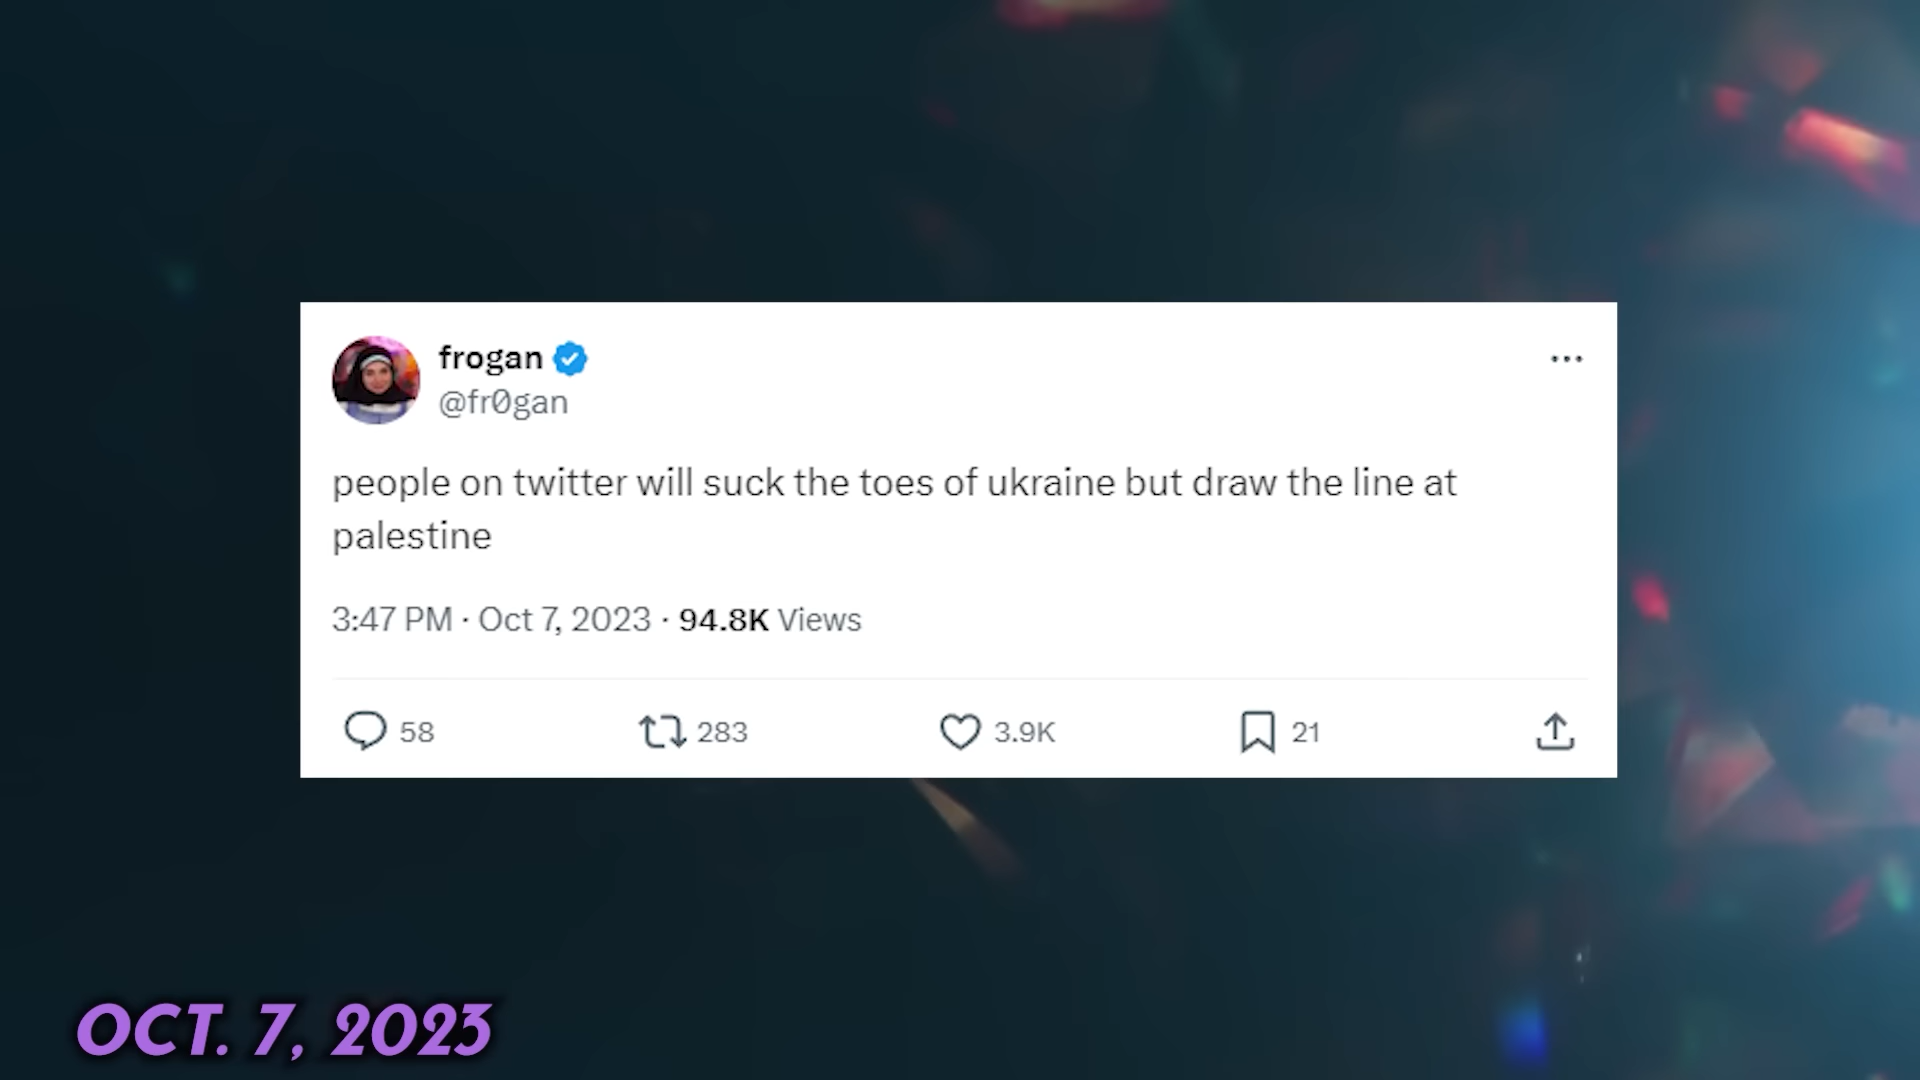 frogan
@fr0gan
people on twitter will suck the toes of ukraine but draw the line at
palestine
3:47 PM · Oct 7, 2023 · 94.8K Views
58 283 3.9K 21
OCT. 7, 2023